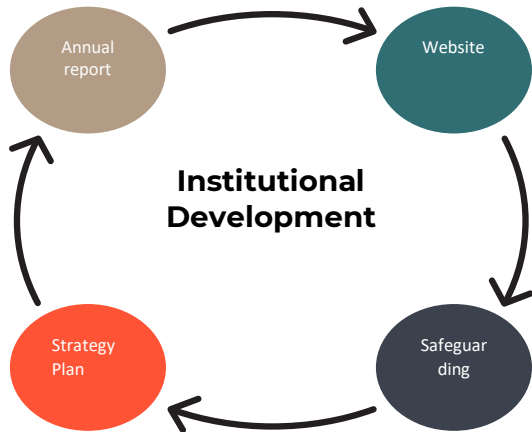 Annual
report
Website
Institutional
Development
Strategy
Plan
Safeguar
ding